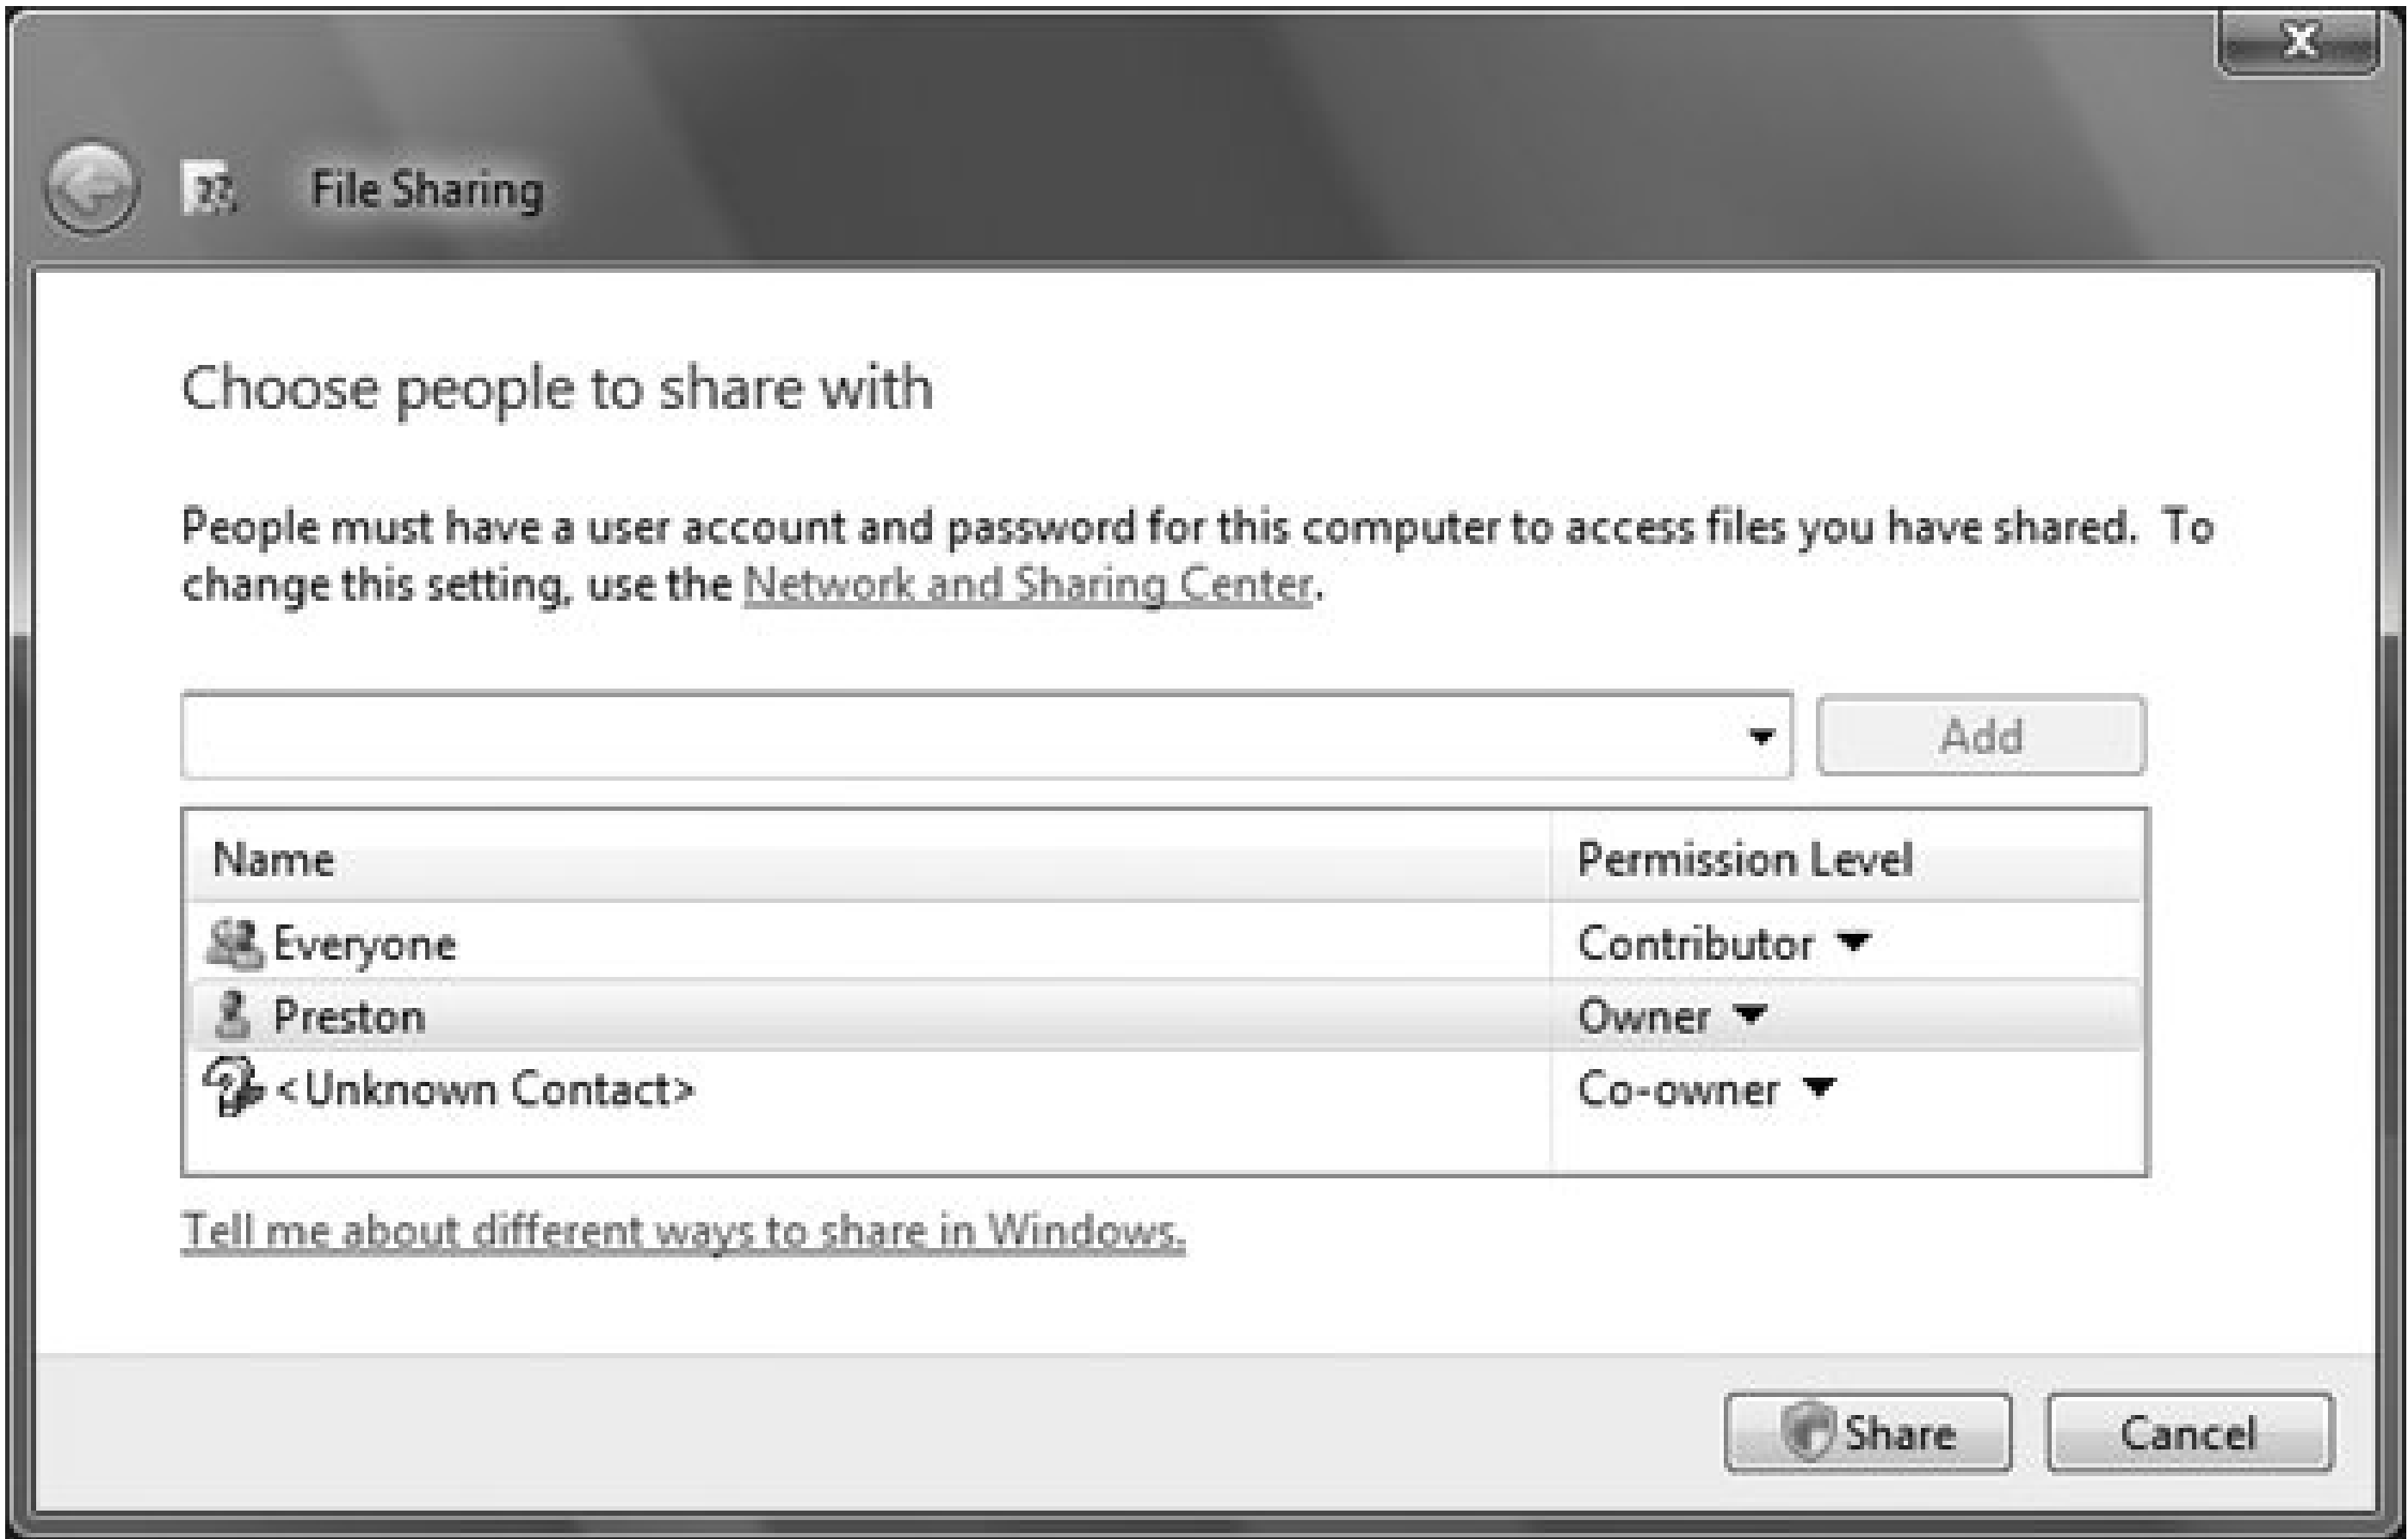 File Sharing
Choose people to share with
People must have a user account and password for this computer to access files you have shared. To
change this setting, use the Network and Sharing Center.
Add
Name Permission Level
Everyone Contributor
Preston Owner
<Unknown Contact> Co-owner
Tell me about different ways to share in Windows.
Share Cancel